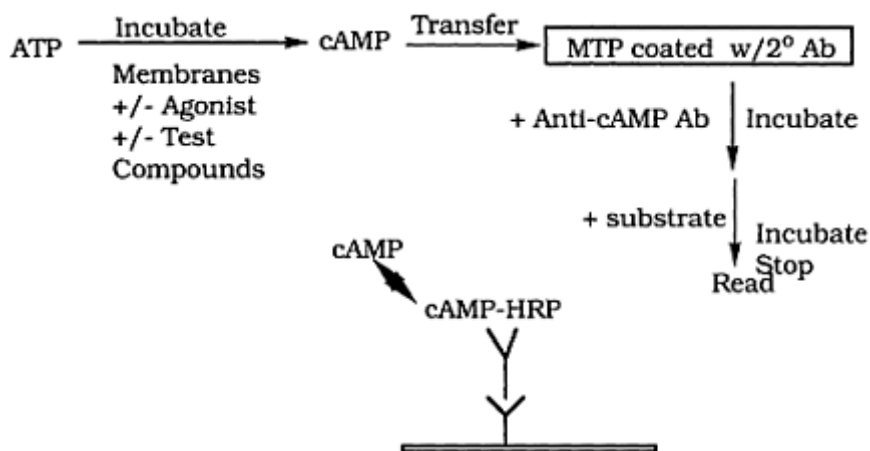 ATP
Incubate
Membranes
+/- Agonist
+/- Test
Compounds
cAMP
Transfer
MTP coated w/2° Ab
+ Anti-cAMP Ab
Incubate
+ substrate
Incubate
Stop
Read
cAMP
cAMP-HRP